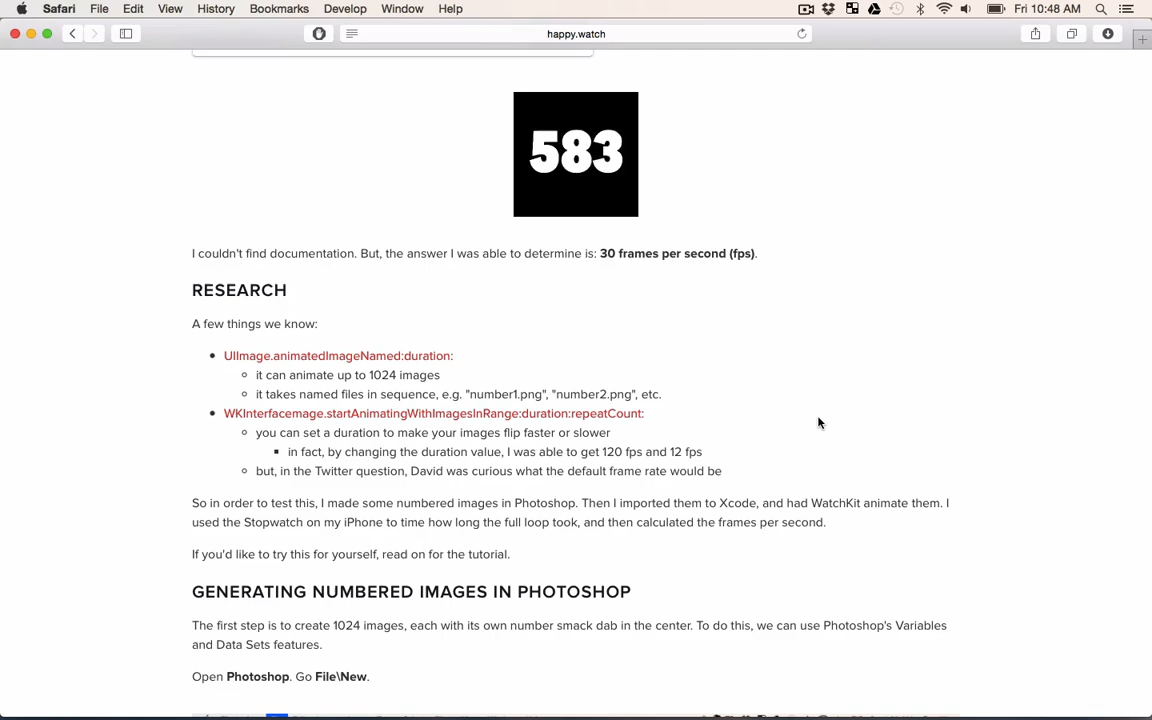 Safari File Edit View History Bookmarks Develop Window Help Fri 10:48 AM
happy.watch
583
I couldn't find documentation. But, the answer I was able to determine is: 30 frames per second (fps).
RESEARCH
A few things we know:
UIImage.animatedImageNamed:duration:
it can animate up to 1024 images
it takes named files in sequence, e.g. "number1.png", "number2.png", etc.
WKInterfacemage.startAnimatingWithImagesInRange:duration:repeatCount:
you can set a duration to make your images flip faster or slower
in fact, by changing the duration value, I was able to get 120 fps and 12 fps
but, in the Twitter question, David was curious what the default frame rate would be
So in order to test this, I made some numbered images in Photoshop. Then I imported them to Xcode, and had WatchKit animate them. I
used the Stopwatch on my iPhone to time how long the full loop took, and then calculated the frames per second.
If you'd like to try this for yourself, read on for the tutorial.
GENERATING NUMBERED IMAGES IN PHOTOSHOP
The first step is to create 1024 images, each with its own number smack dab in the center. To do this, we can use Photoshop's Variables
and Data Sets features.
Open Photoshop. Go File\New.